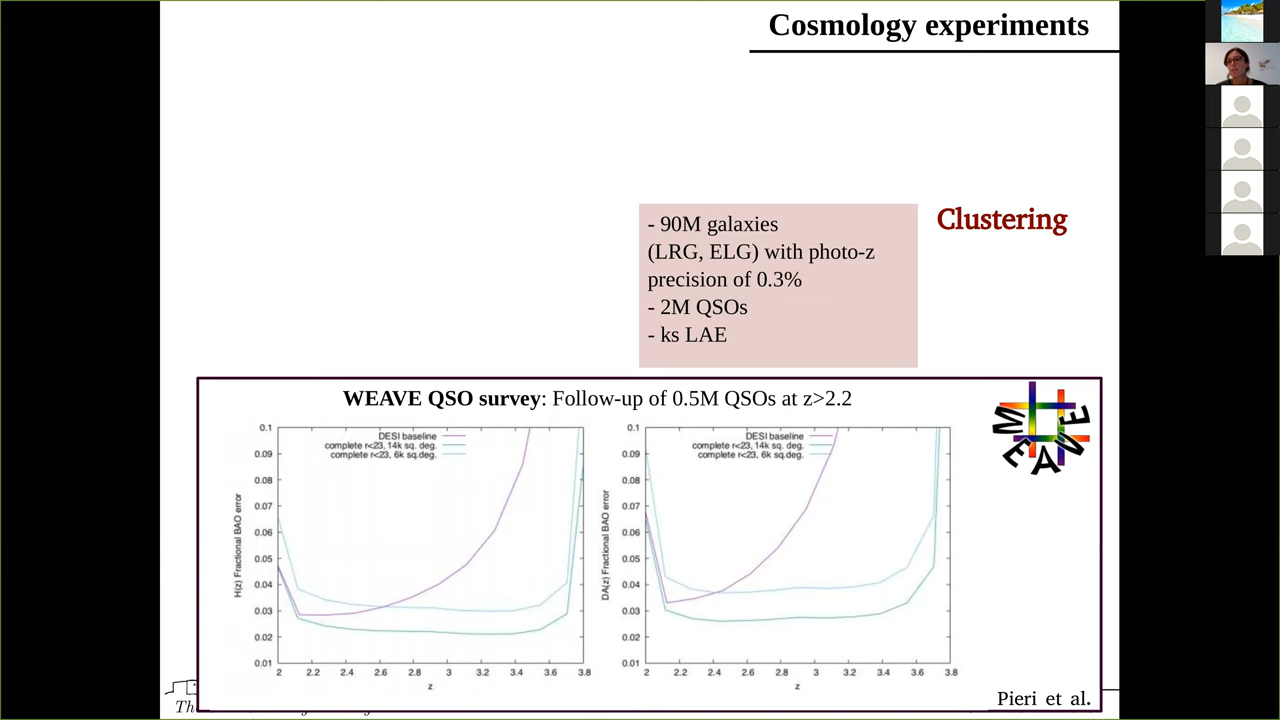 Cosmology experiments
- 90M galaxies
(LRG, ELG) with photo-z
precision of 0.3%
- 2M QSOs
- ks LAE
Clustering
WEAVE QSO survey: Follow-up of 0.5M QSOs at z>2.2
WEAVE
DESI baseline
complete r<23, 14k sq. deg.
complete r<23, 6k sq.deg.
H(z) Fractional BAO error
0.1
0.09
0.08
0.07
0.06
0.05
0.04
0.03
0.02
0.01
2 2.2 2.4 2.6 2.8 3 3.2 3.4 3.6 3.8
z
DESI baseline
complete r<23, 14k sq. deg.
complete r<23, 6k sq.deg.
DA(z) Fractional BAO error
0.1
0.09
0.08
0.07
0.06
0.05
0.04
0.03
0.02
0.01
2 2.2 2.4 2.6 2.8 3 3.2 3.4 3.6 3.8
z
Pieri et al.